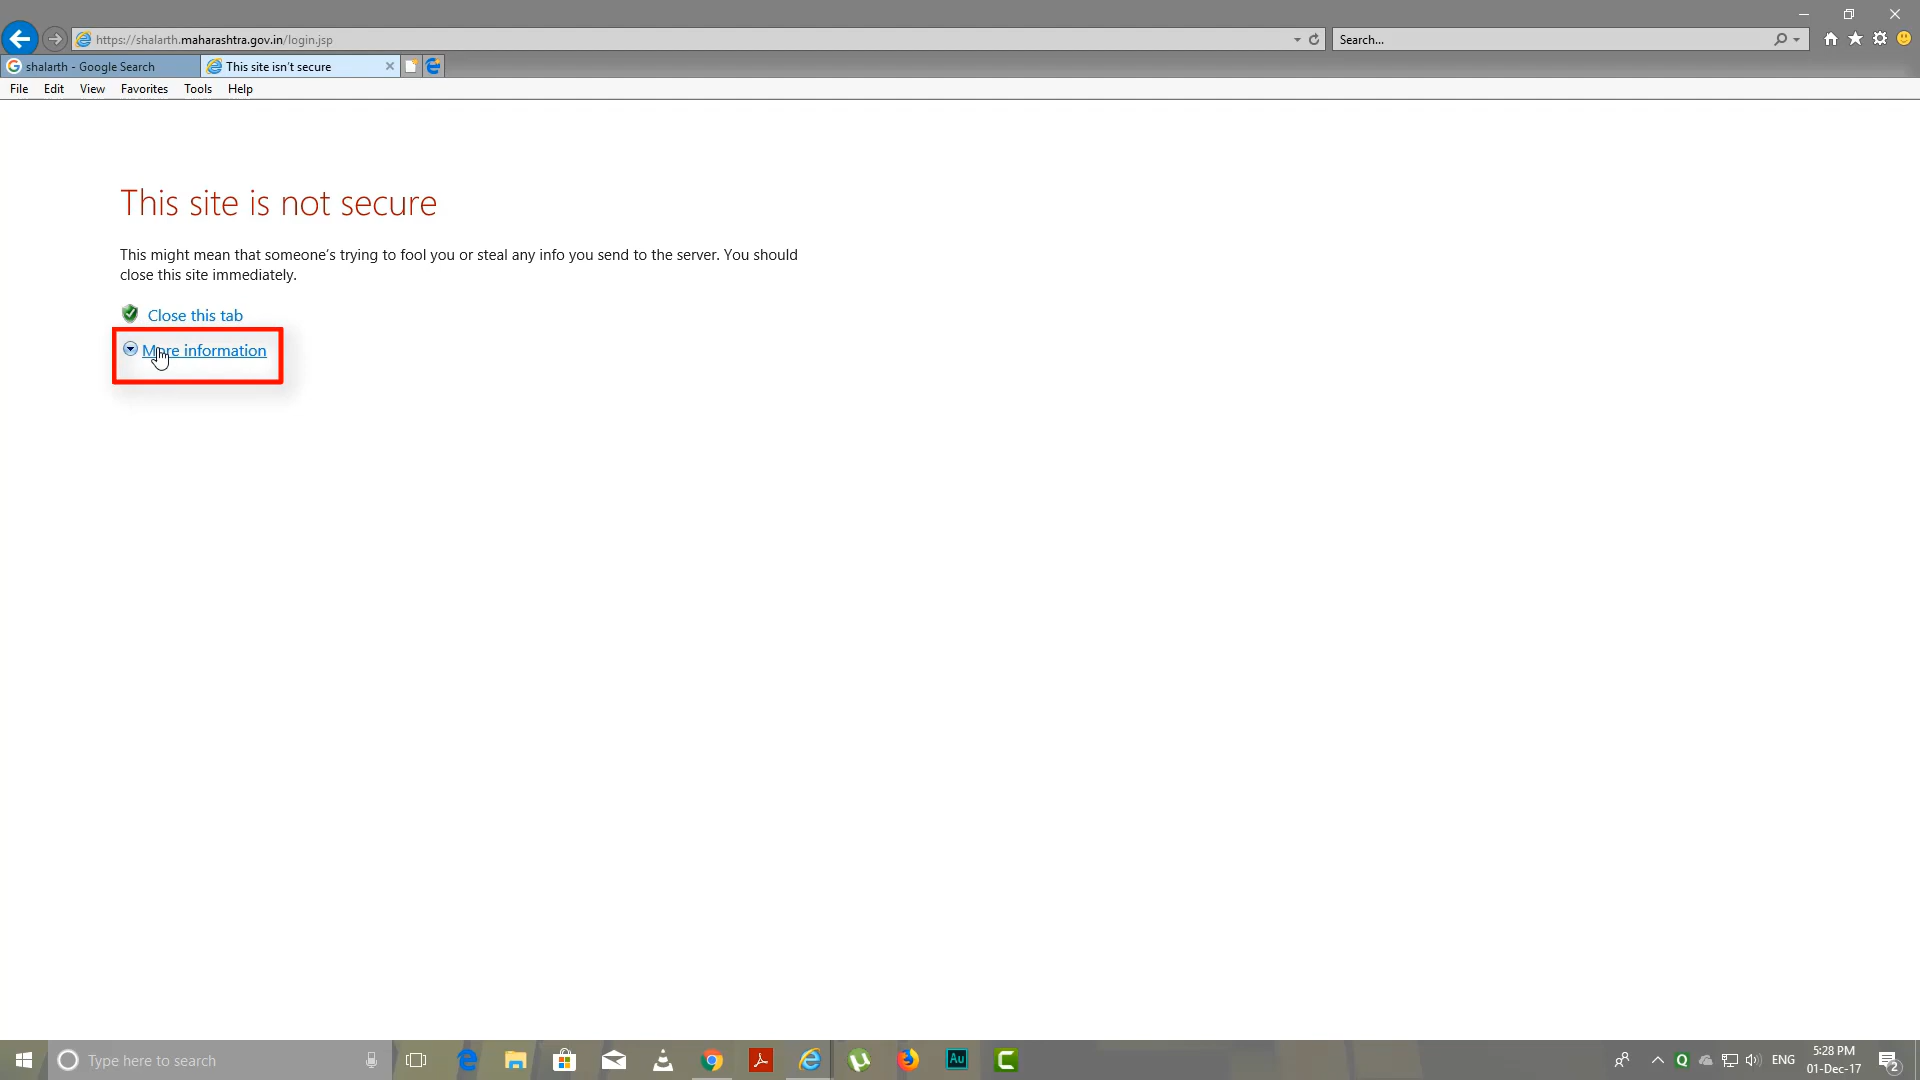 https://shalarth.maharashtra.gov.in/login.jsp
Search...
shalarth - Google Search
This site isn't secure
File Edit View Favorites Tools Help
This site is not secure
This might mean that someone's trying to fool you or steal any info you send to the server. You should
close this site immediately.
Close this tab
More information
Type here to search
Au
ENG
5:28 PM
01-Dec-17
2